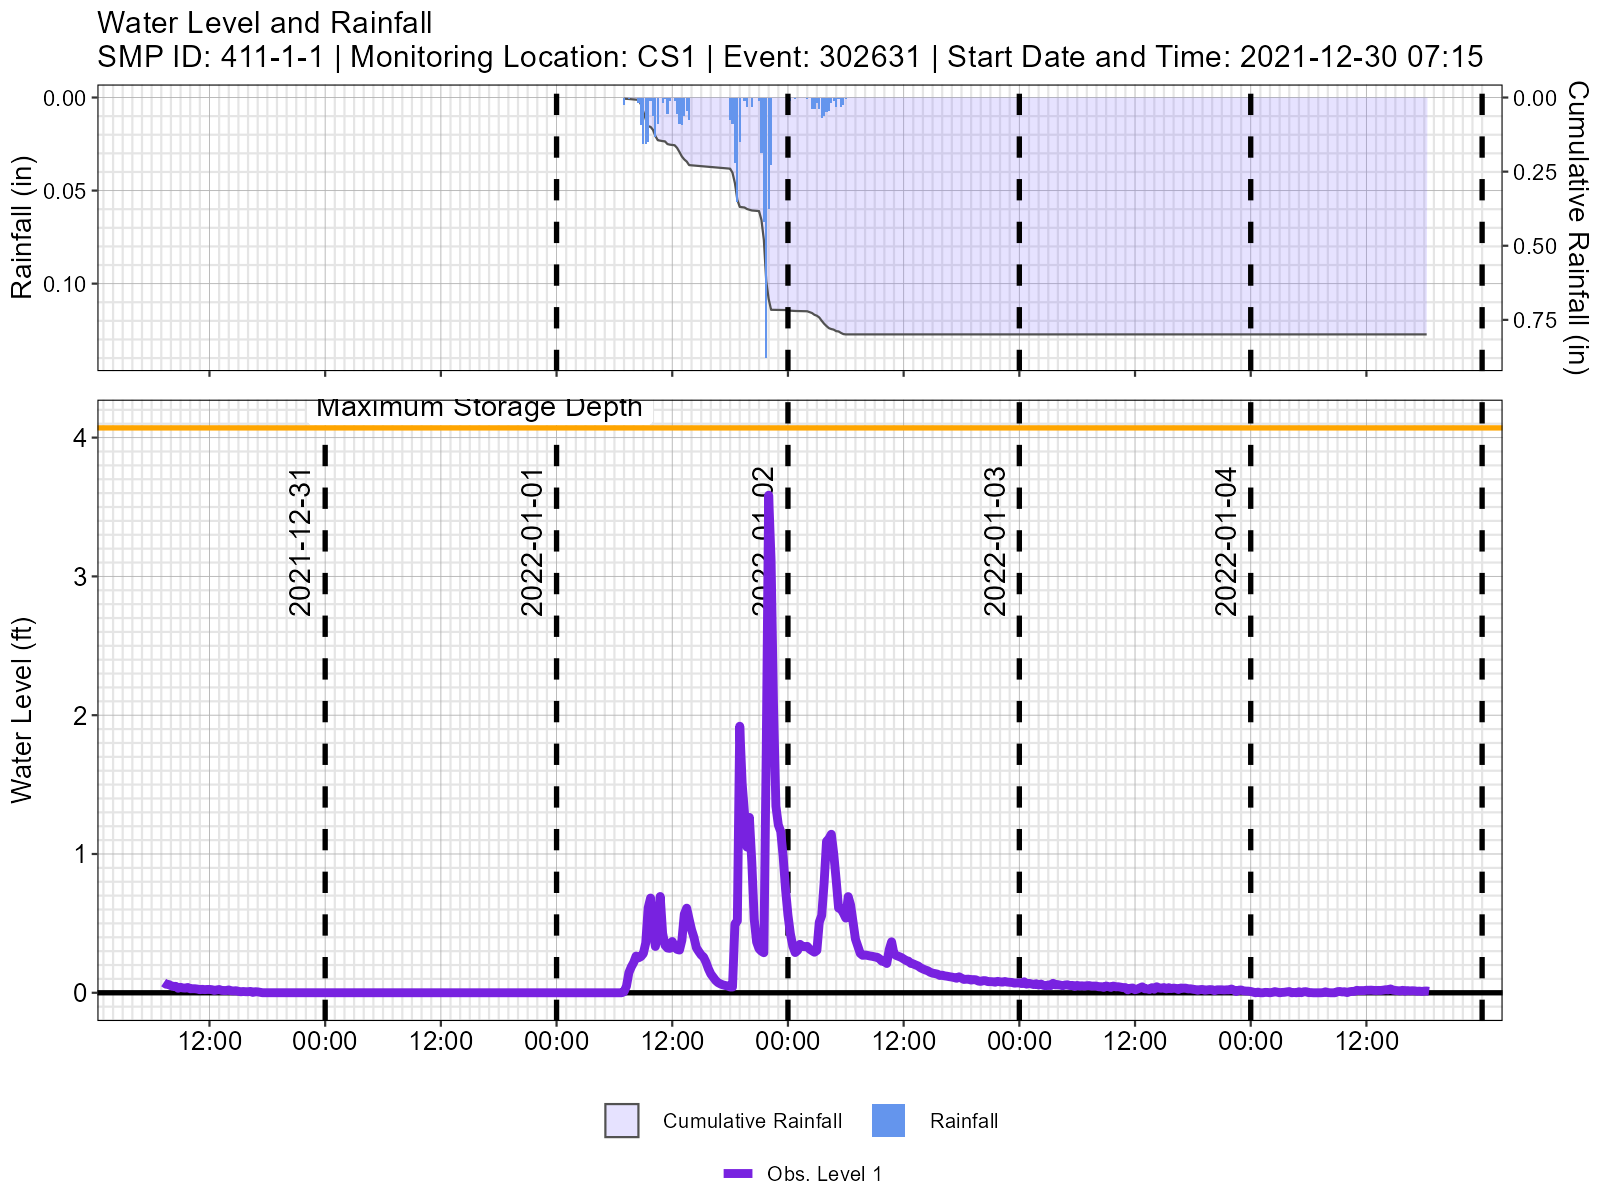 Water Level and Rainfall
SMP ID: 411-1-1 | Monitoring Location: CS1 | Event: 302631 | Start Date and Time: 2021-12-30 07:15
Rainfall (in)
0.00
0.05
0.10
Cumulative Rainfall (in)
0.00
0.25
0.50
0.75
Maximum Storage Depth
Water Level (ft)
4
3
2
1
0
2021-12-31
2022-01-01
2022-01-02
2022-01-03
2022-01-04
12:00 00:00 12:00 00:00 12:00 00:00 12:00 00:00 12:00 00:00 12:00
Cumulative Rainfall
Rainfall
Obs. Level 1